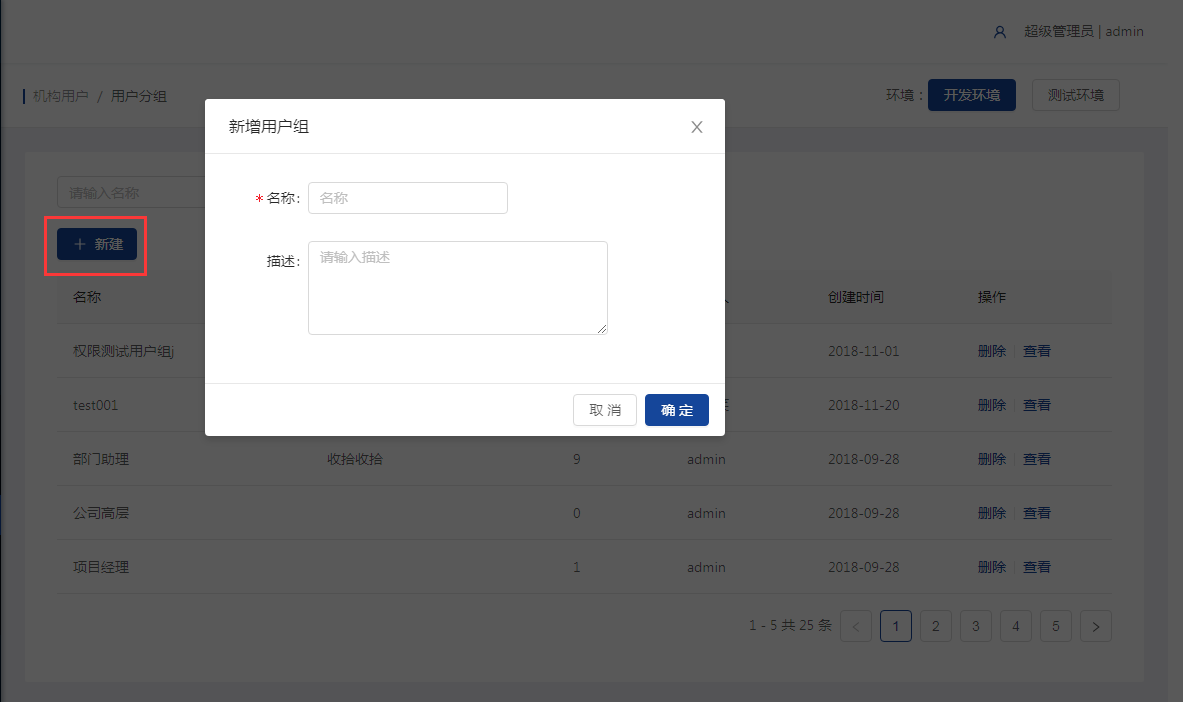 超级管理员 | admin
机构用户 / 用户分组
环境：
开发环境
测试环境
新增用户组
* 名称:
名称
描述:
请输入描述
取 消
确 定
请输入名称
+ 新建
名称 创建时间 操作
权限测试用户组j 2018-11-01 删除 查看
test001 2018-11-20 删除 查看
部门助理 收拾收拾 9 admin 2018-09-28 删除 查看
公司高层 0 admin 2018-09-28 删除 查看
项目经理 1 admin 2018-09-28 删除 查看
1 - 5 共 25 条 < 1 2 3 4 5 >